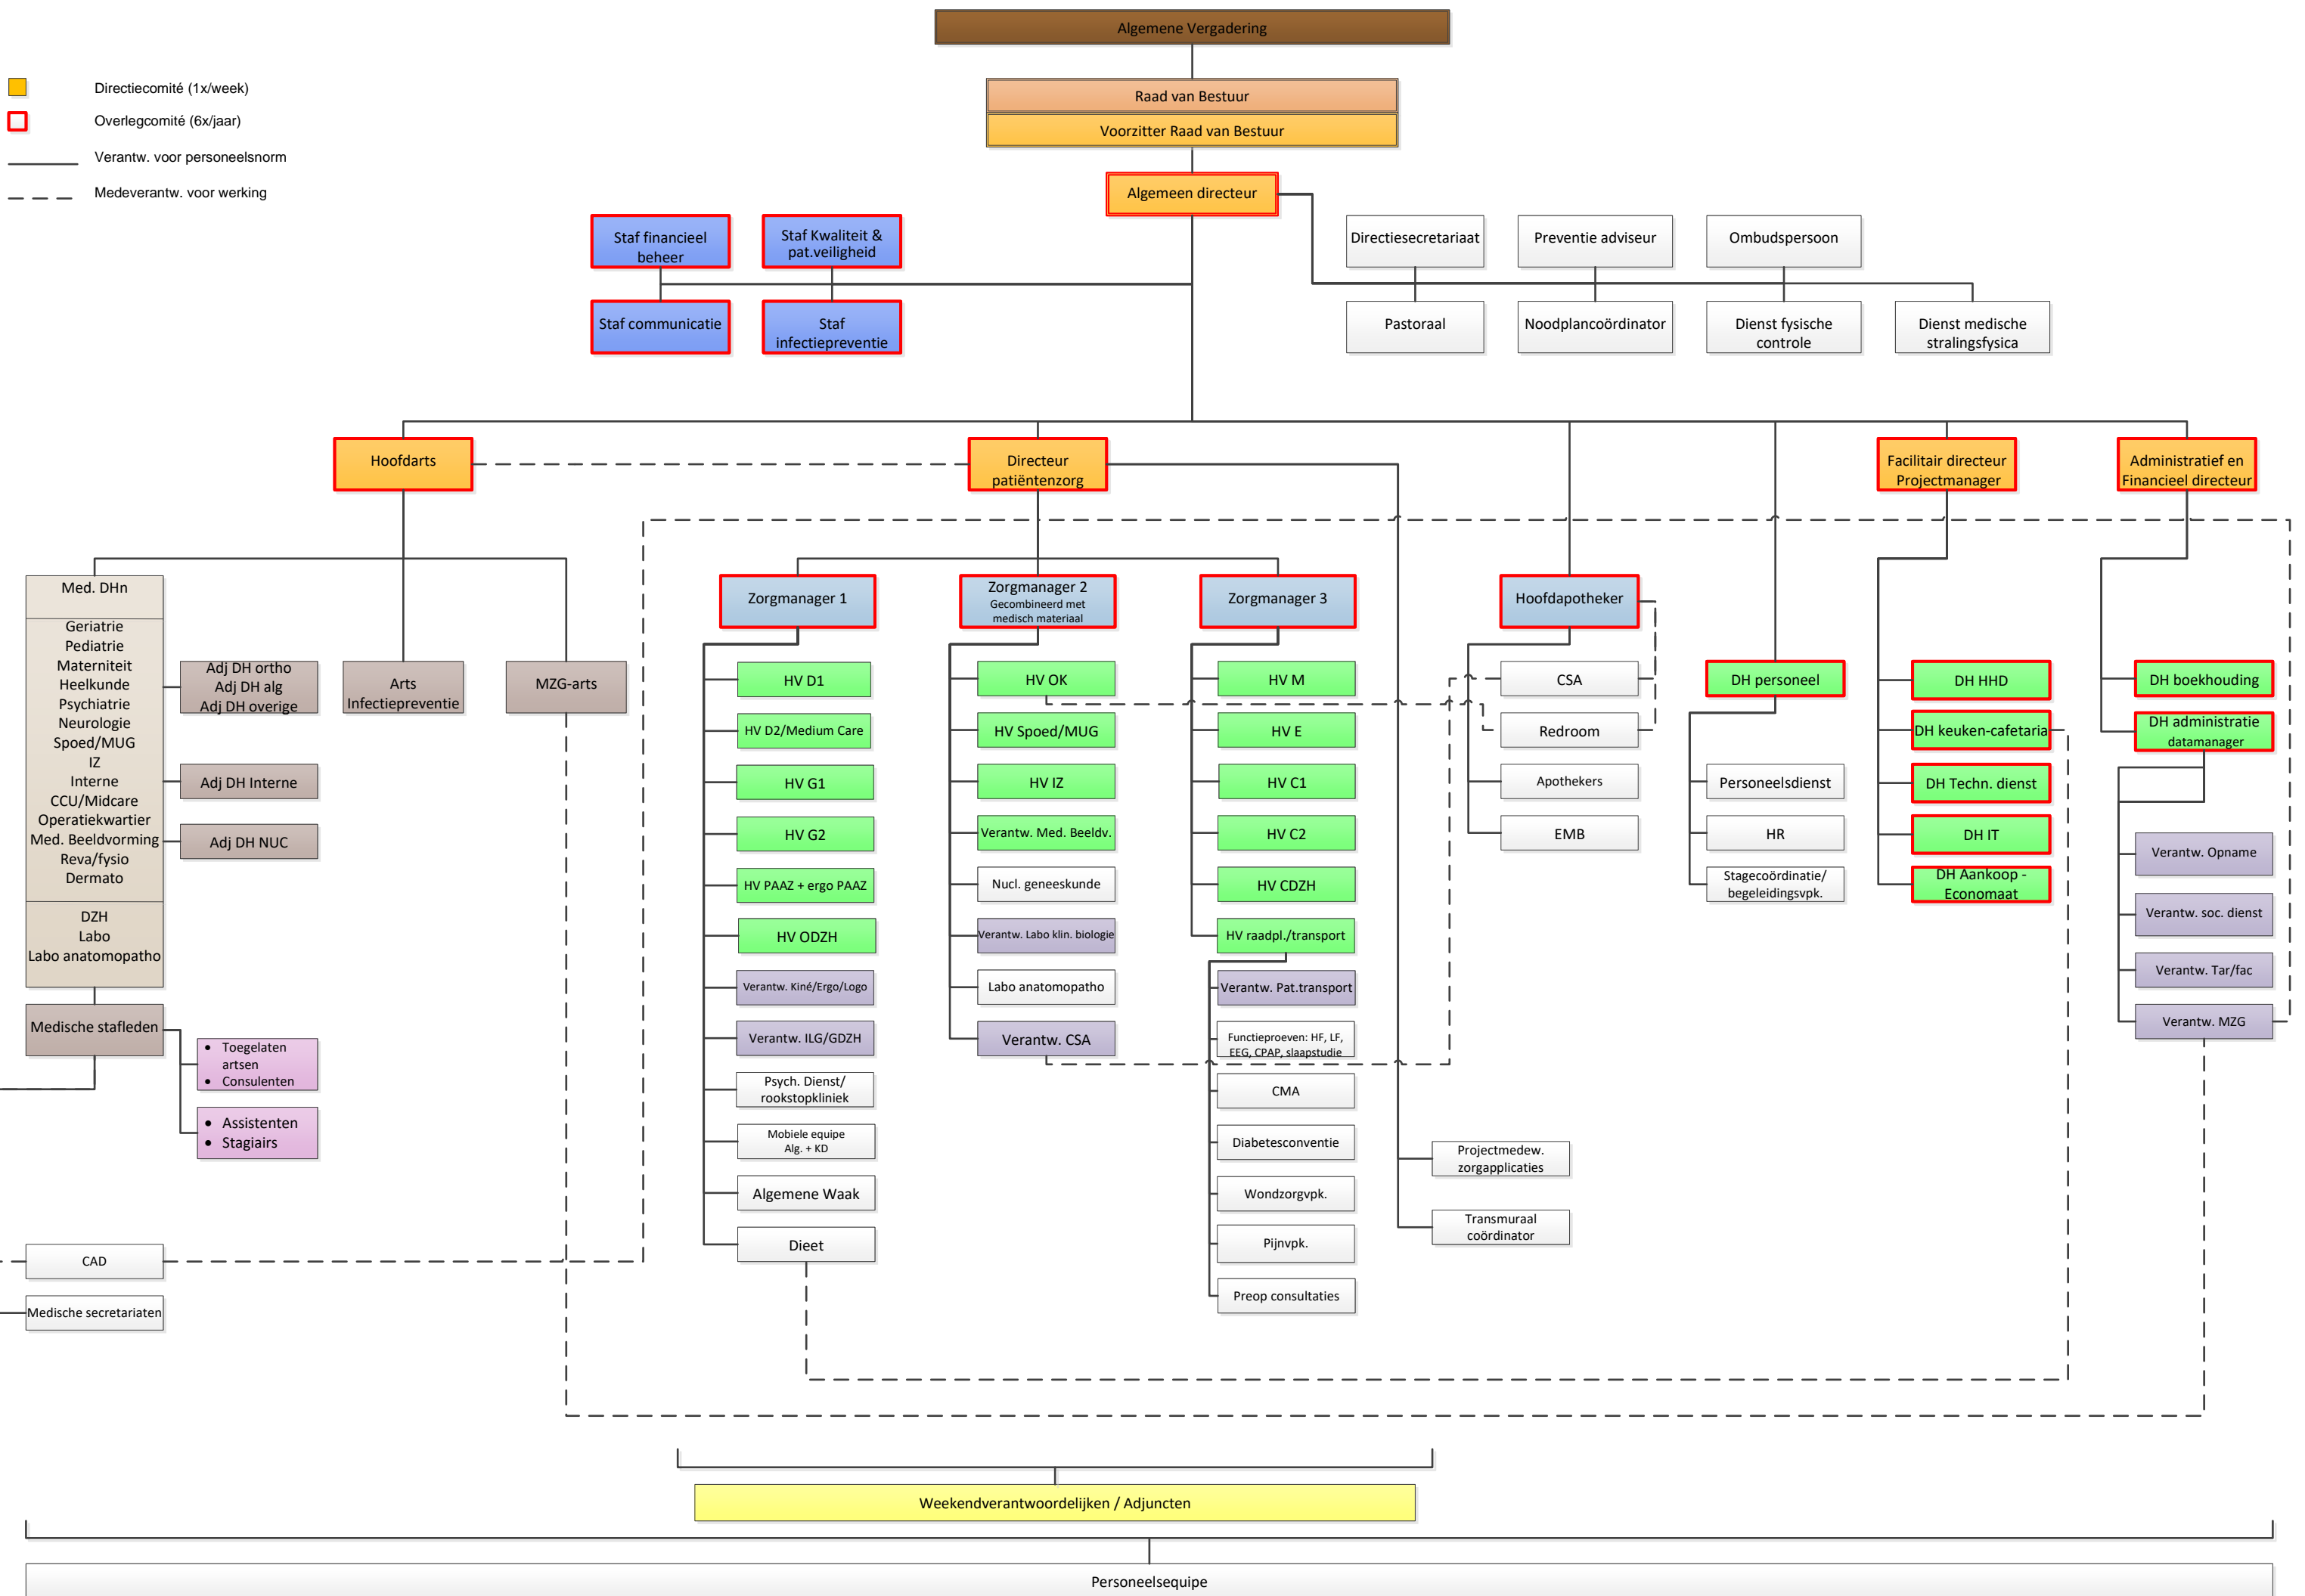 Algemene Vergadering
Directiecomité (1x/week)
Overlegcomité (6x/jaar)
Verantw. voor personeelsnorm
Medeverantw. voor werking
Raad van Bestuur
Voorzitter Raad van Bestuur
Algemeen directeur
Staf financieel
beheer
Staf Kwaliteit &
pat.veiligheid
Staf communicatie
Staf
infectiepreventie
Directiesecretariaat
Preventie adviseur
Ombudspersoon
Pastoraal
Noodplancoördinator
Dienst fysische
controle
Dienst medische
stralingsfysica
Hoofdarts
Directeur
patiëntenzorg
Facilitair directeur
Projectmanager
Administratief en
Financieel directeur
Med. DHn
Geriatrie
Pediatrie
Materniteit
Heelkunde
Psychiatrie
Neurologie
Spoed/MUG
IZ
Interne
CCU/Midcare
Operatiekwartier
Med. Beeldvorming
Reva/fysio
Dermato
DZH
Labo
Labo anatomopatho
Adj DH ortho
Adj DH alg
Adj DH overige
Adj DH Interne
Adj DH NUC
Arts
Infectiepreventie
MZG-arts
Medische stafleden
• Toegelaten
artsen
• Consulenten
• Assistenten
• Stagiairs
CAD
Medische secretariaten
Zorgmanager 1
HV D1
HV D2/Medium Care
HV G1
HV G2
HV PAAZ + ergo PAAZ
HV ODZH
Verantw. Kiné/Ergo/Logo
Verantw. ILG/GDZH
Psych. Dienst/
rookstopkliniek
Mobiele equipe
Alg. + KD
Algemene Waak
Dieet
Zorgmanager 2
Gecombineerd met
medisch materiaal
HV OK
HV Spoed/MUG
HV IZ
Verantw. Med. Beeldv.
Nucl. geneeskunde
Verantw. Labo klin. biologie
Labo anatomopatho
Verantw. CSA
Zorgmanager 3
HV M
HV E
HV C1
HV C2
HV CDZH
HV raadpl./transport
Verantw. Pat.transport
Functieproeven: HF, LF,
EEG, CPAP, slaapstudie
CMA
Diabetesconventie
Wondzorgvpk.
Pijnvpk.
Preop consultaties
Projectmedew.
zorgapplicaties
Transmuraal
coördinator
Hoofdapotheker
CSA
Redroom
Apothekers
EMB
DH personeel
Personeelsdienst
HR
Stagecoördinatie/
begeleidingsvpk.
DH HHD
DH keuken-cafetaria
DH Techn. dienst
DH IT
DH Aankoop -
Economaat
DH boekhouding
DH administratie
datamanager
Verantw. Opname
Verantw. soc. dienst
Verantw. Tar/fac
Verantw. MZG
Weekendverantwoordelijken / Adjuncten
Personeelsequipe